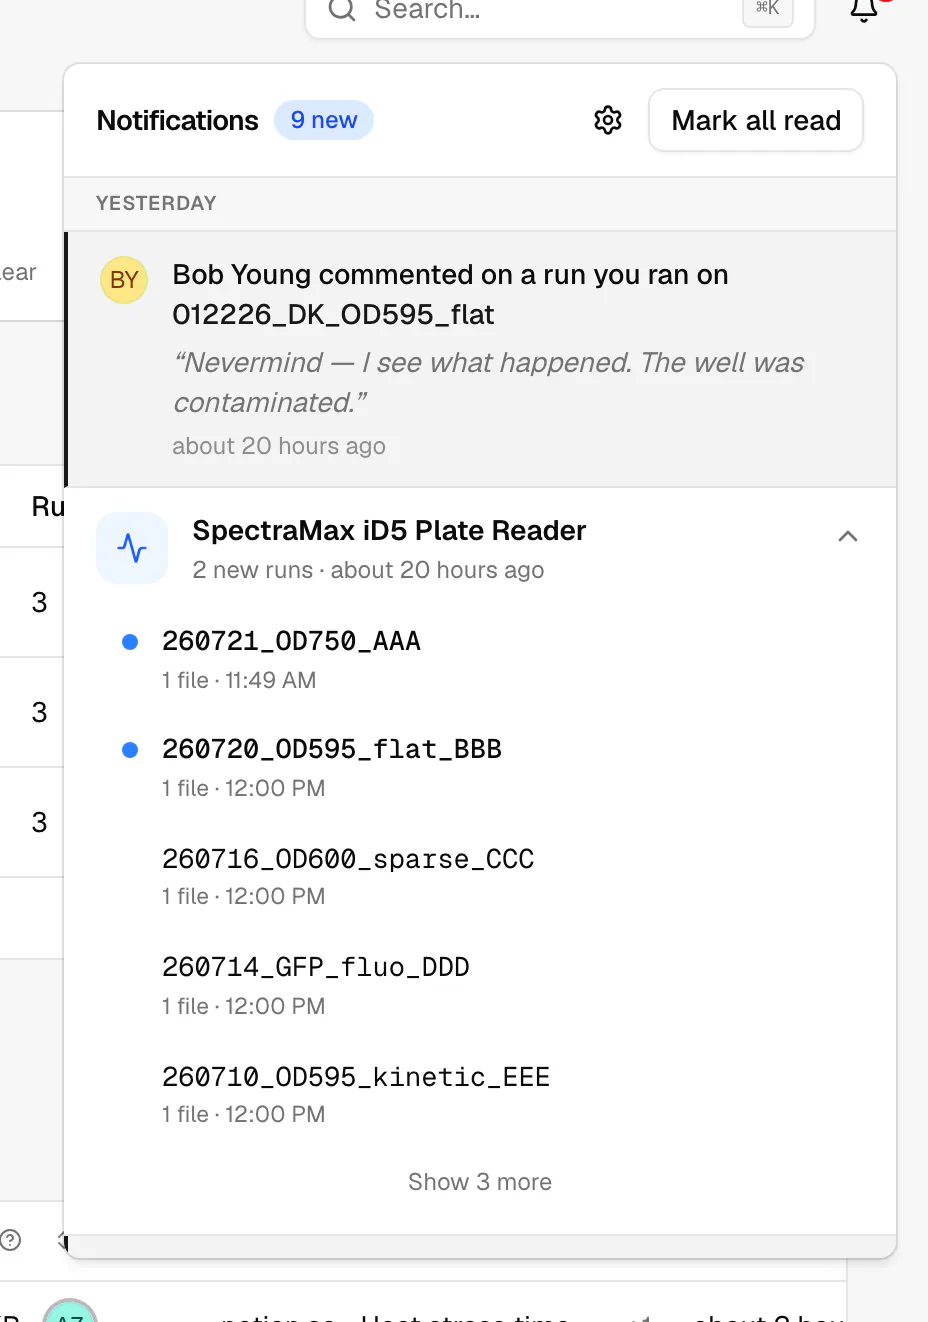 Search...
⌘K
Notifications
9 new
Mark all read
YESTERDAY
ear
BY
Bob Young commented on a run you ran on
012226_DK_OD595_flat
“Nevermind — I see what happened. The well was
contaminated.”
about 20 hours ago
Ru
SpectraMax iD5 Plate Reader
2 new runs · about 20 hours ago
3
260721_OD750_AAA
1 file · 11:49 AM
3
260720_OD595_flat_BBB
1 file · 12:00 PM
3
260716_OD600_sparse_CCC
1 file · 12:00 PM
260714_GFP_fluo_DDD
1 file · 12:00 PM
260710_OD595_kinetic_EEE
1 file · 12:00 PM
Show 3 more